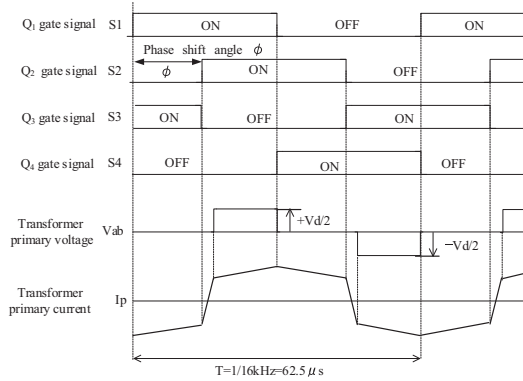 Q1 gate signal S1 ON OFF ON
Phase shift angle ϕ
Q2 gate signal S2 ϕ ON OFF
Q3 gate signal S3 ON OFF ON
Q4 gate signal S4 OFF ON OFF
Transformer
primary voltage
Vab
+Vd/2
−Vd/2
Transformer
primary current
Ip
T=1/16kHz=62.5 μs